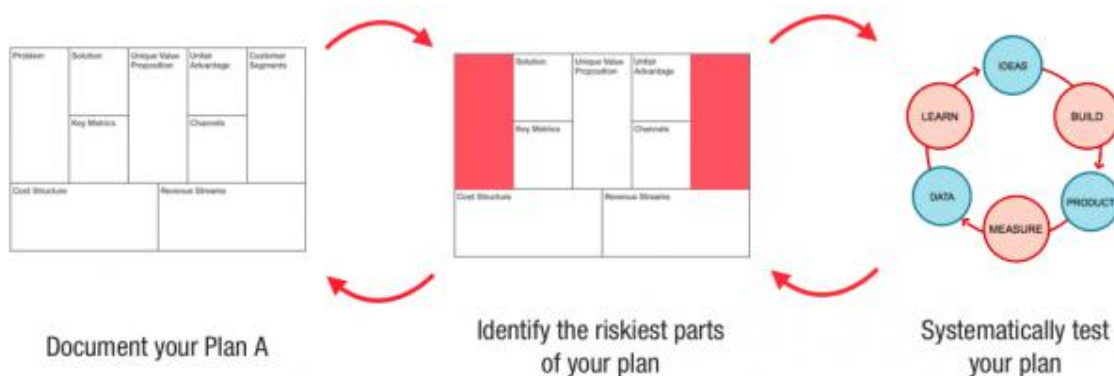 Problem
Solution
Unique Value
Proposition
Unfair
Advantage
Customer
Segments
Key Metrics
Channels
Cost Structure
Revenue Streams
Document your Plan A
Solution
Unique Value
Proposition
Unfair
Advantage
Key Metrics
Channels
Cost Structure
Revenue Streams
Identify the riskiest parts
of your plan
IDEAS
BUILD
PRODUCT
MEASURE
DATA
LEARN
Systematically test
your plan